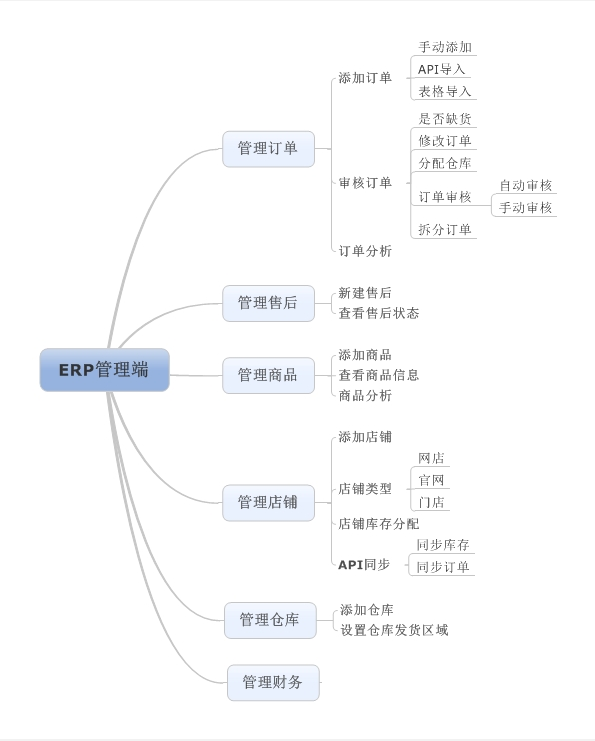 ERP管理端
管理订单
添加订单
手动添加
API导入
表格导入
审核订单
是否缺货
修改订单
分配仓库
订单审核
自动审核
手动审核
拆分订单
订单分析
管理售后
新建售后
查看售后状态
管理商品
添加商品
查看商品信息
商品分析
管理店铺
添加店铺
店铺类型
网店
官网
门店
店铺库存分配
API同步
同步库存
同步订单
管理仓库
添加仓库
设置仓库发货区域
管理财务